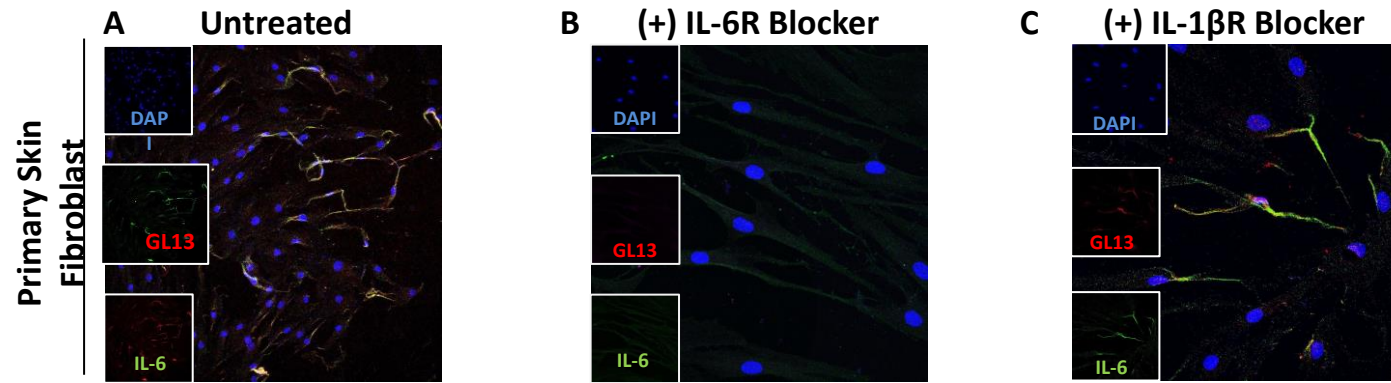 A Untreated
B (+) IL-6R Blocker
C (+) IL-1βR Blocker
Primary Skin
Fibroblast
DAP
I
GL13
IL-6
DAPI
GL13
IL-6
DAPI
GL13
IL-6